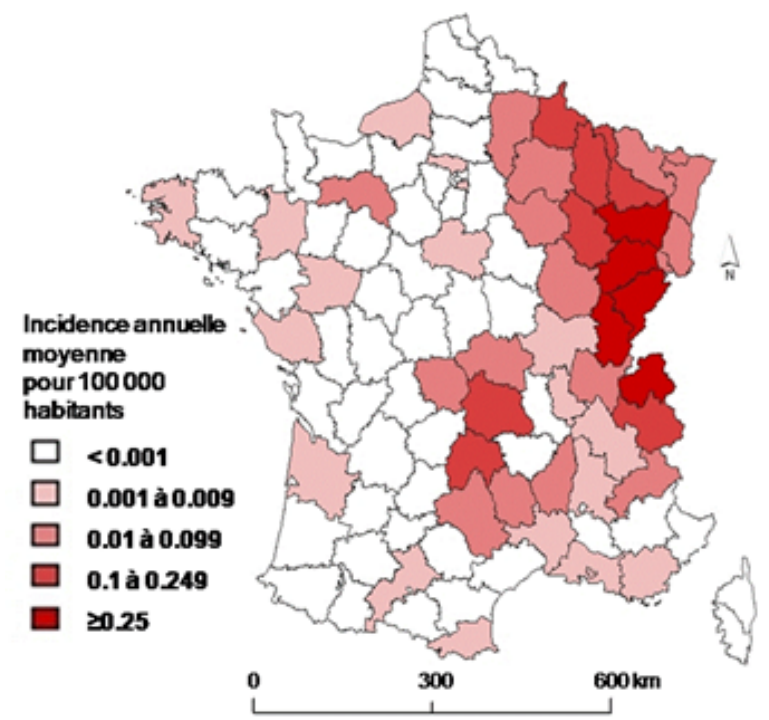 N
Incidence annuelle
moyenne
pour 100 000
habitants
< 0.001
0.001 à 0.009
0.01 à 0.099
0.1 à 0.249
≥0.25
0 300 600 km